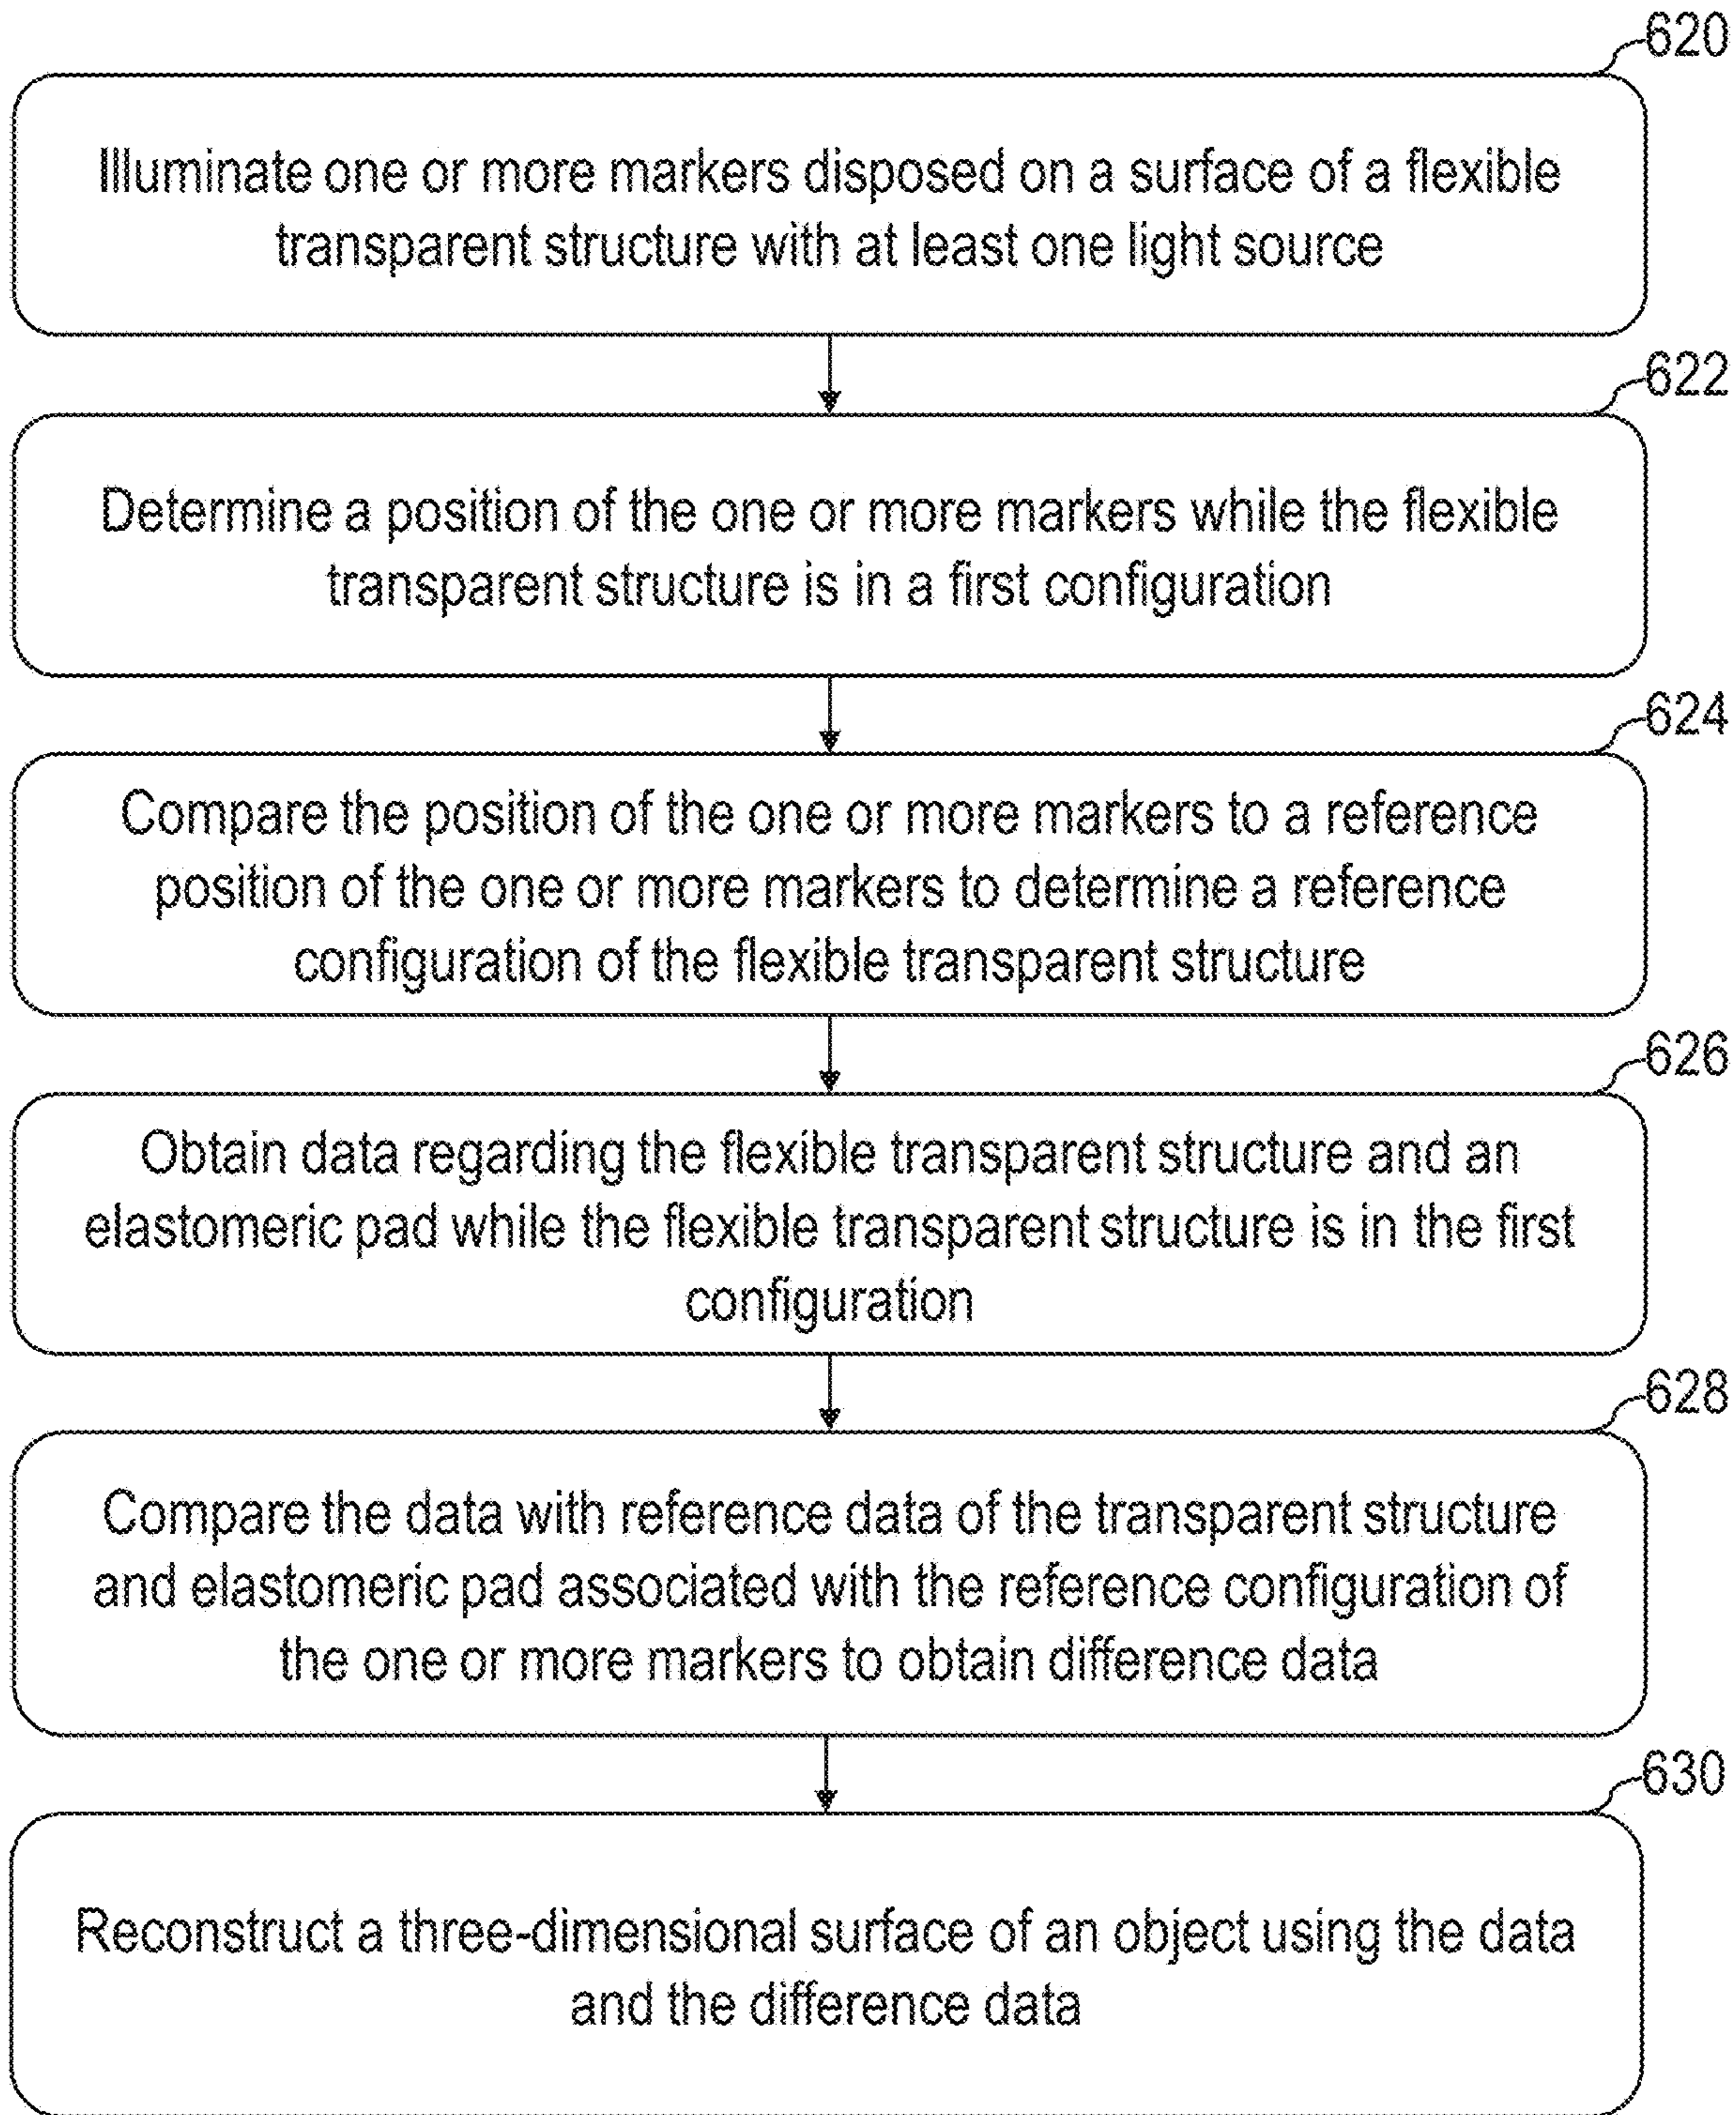 620
Illuminate one or more markers disposed on a surface of a flexible
transparent structure with at least one light source
622
Determine a position of the one or more markers while the flexible
transparent structure is in a first configuration
624
Compare the position of the one or more markers to a reference
position of the one or more markers to determine a reference
configuration of the flexible transparent structure
626
Obtain data regarding the flexible transparent structure and an
elastomeric pad while the flexible transparent structure is in the first
configuration
628
Compare the data with reference data of the transparent structure
and elastomeric pad associated with the reference configuration of
the one or more markers to obtain difference data
630
Reconstruct a three-dimensional surface of an object using the data
and the difference data